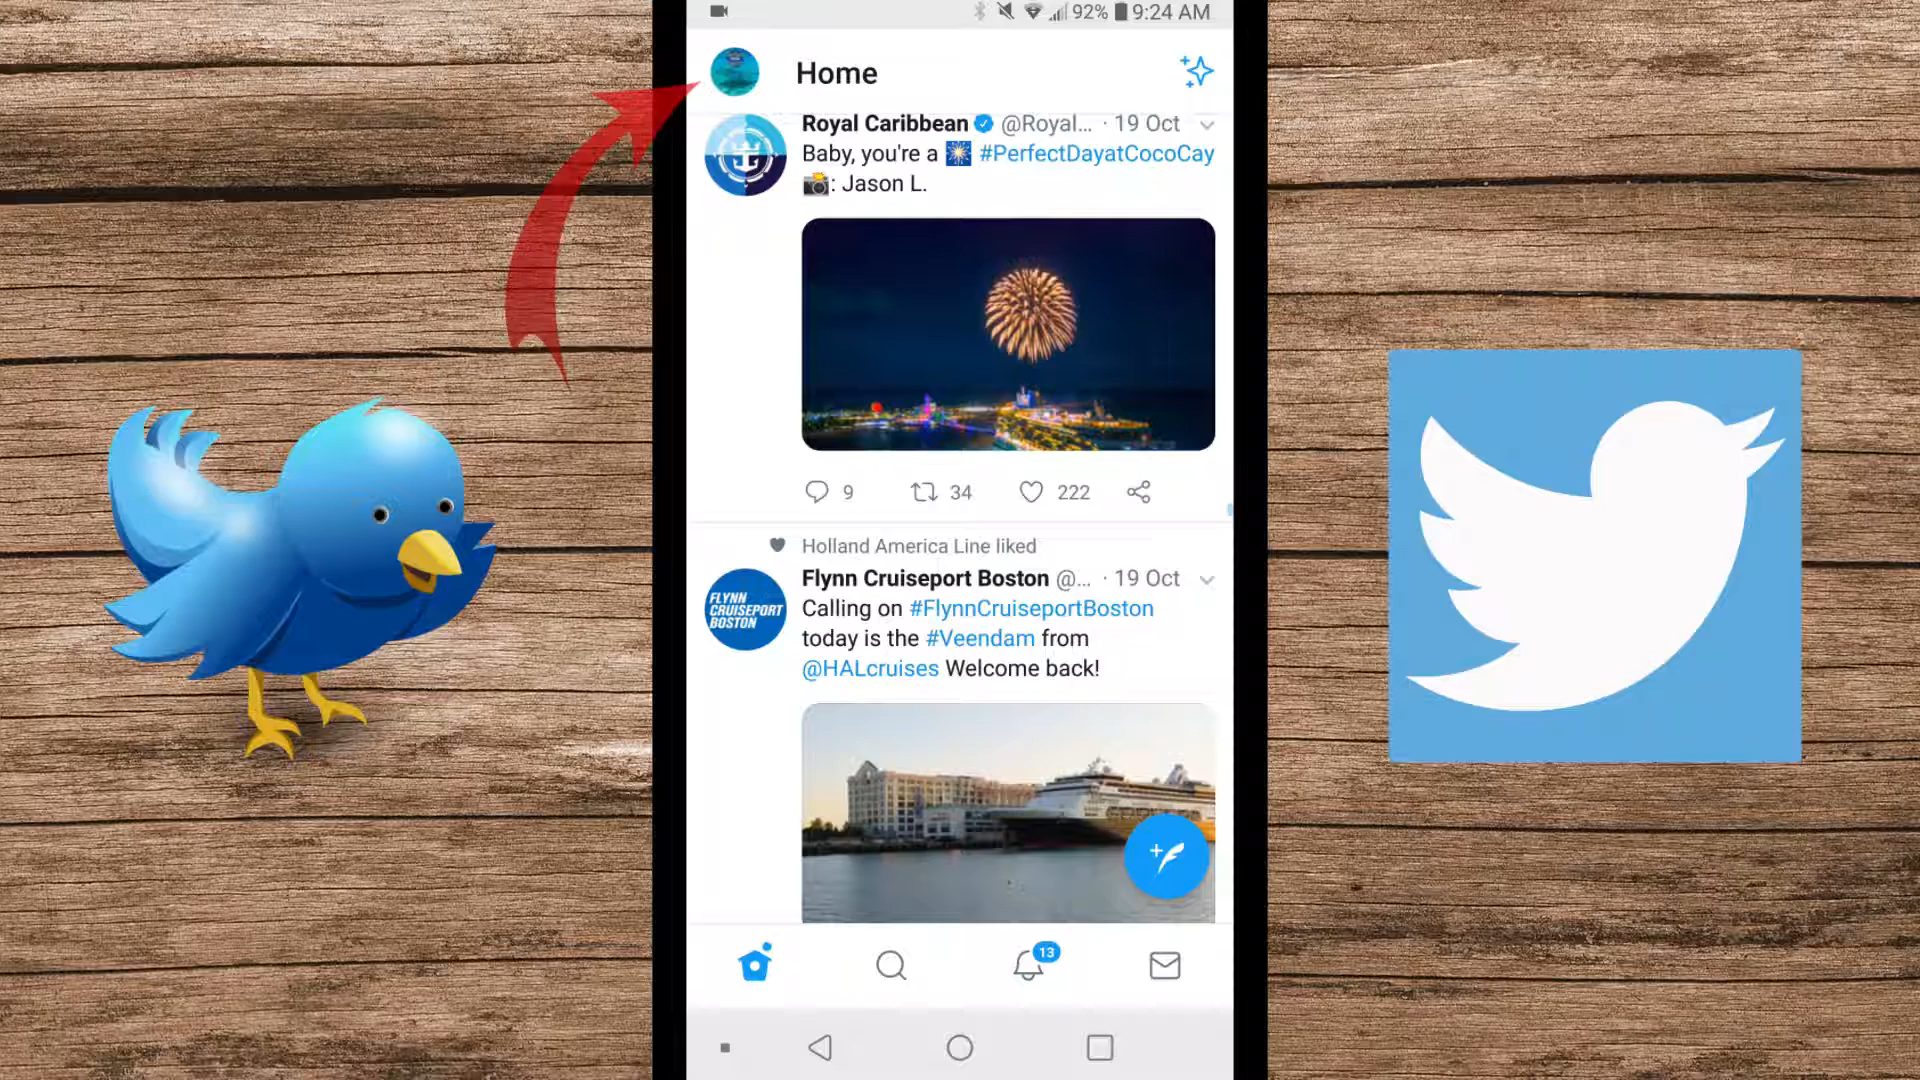 92% 9:24 AM
Home
Royal Caribbean @Royal... · 19 Oct
Baby, you're a 🎆 #PerfectDayatCocoCay
📸: Jason L.
9 34 222
Holland America Line liked
Flynn Cruiseport Boston @... · 19 Oct
FLYNN
CRUISEPORT
BOSTON
Calling on #FlynnCruiseportBoston
today is the #Veendam from
@HALcruises Welcome back!
13